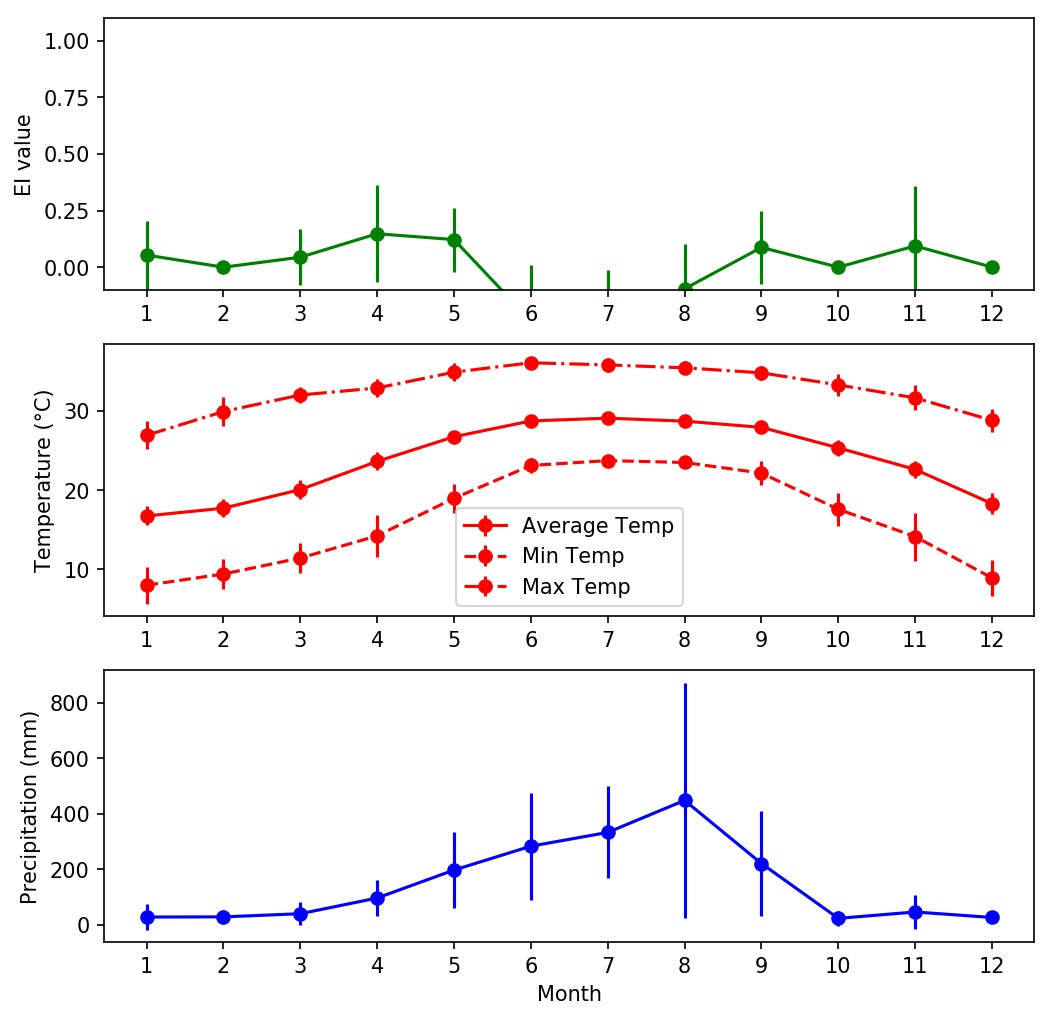 EI value
1.00
0.75
0.50
0.25
0.00
1 2 3 4 5 6 7 8 9 10 11 12
Temperature (°C)
30
20
10
Average Temp
Min Temp
Max Temp
1 2 3 4 5 6 7 8 9 10 11 12
Precipitation (mm)
800
600
400
200
0
1 2 3 4 5 6 7 8 9 10 11 12
Month